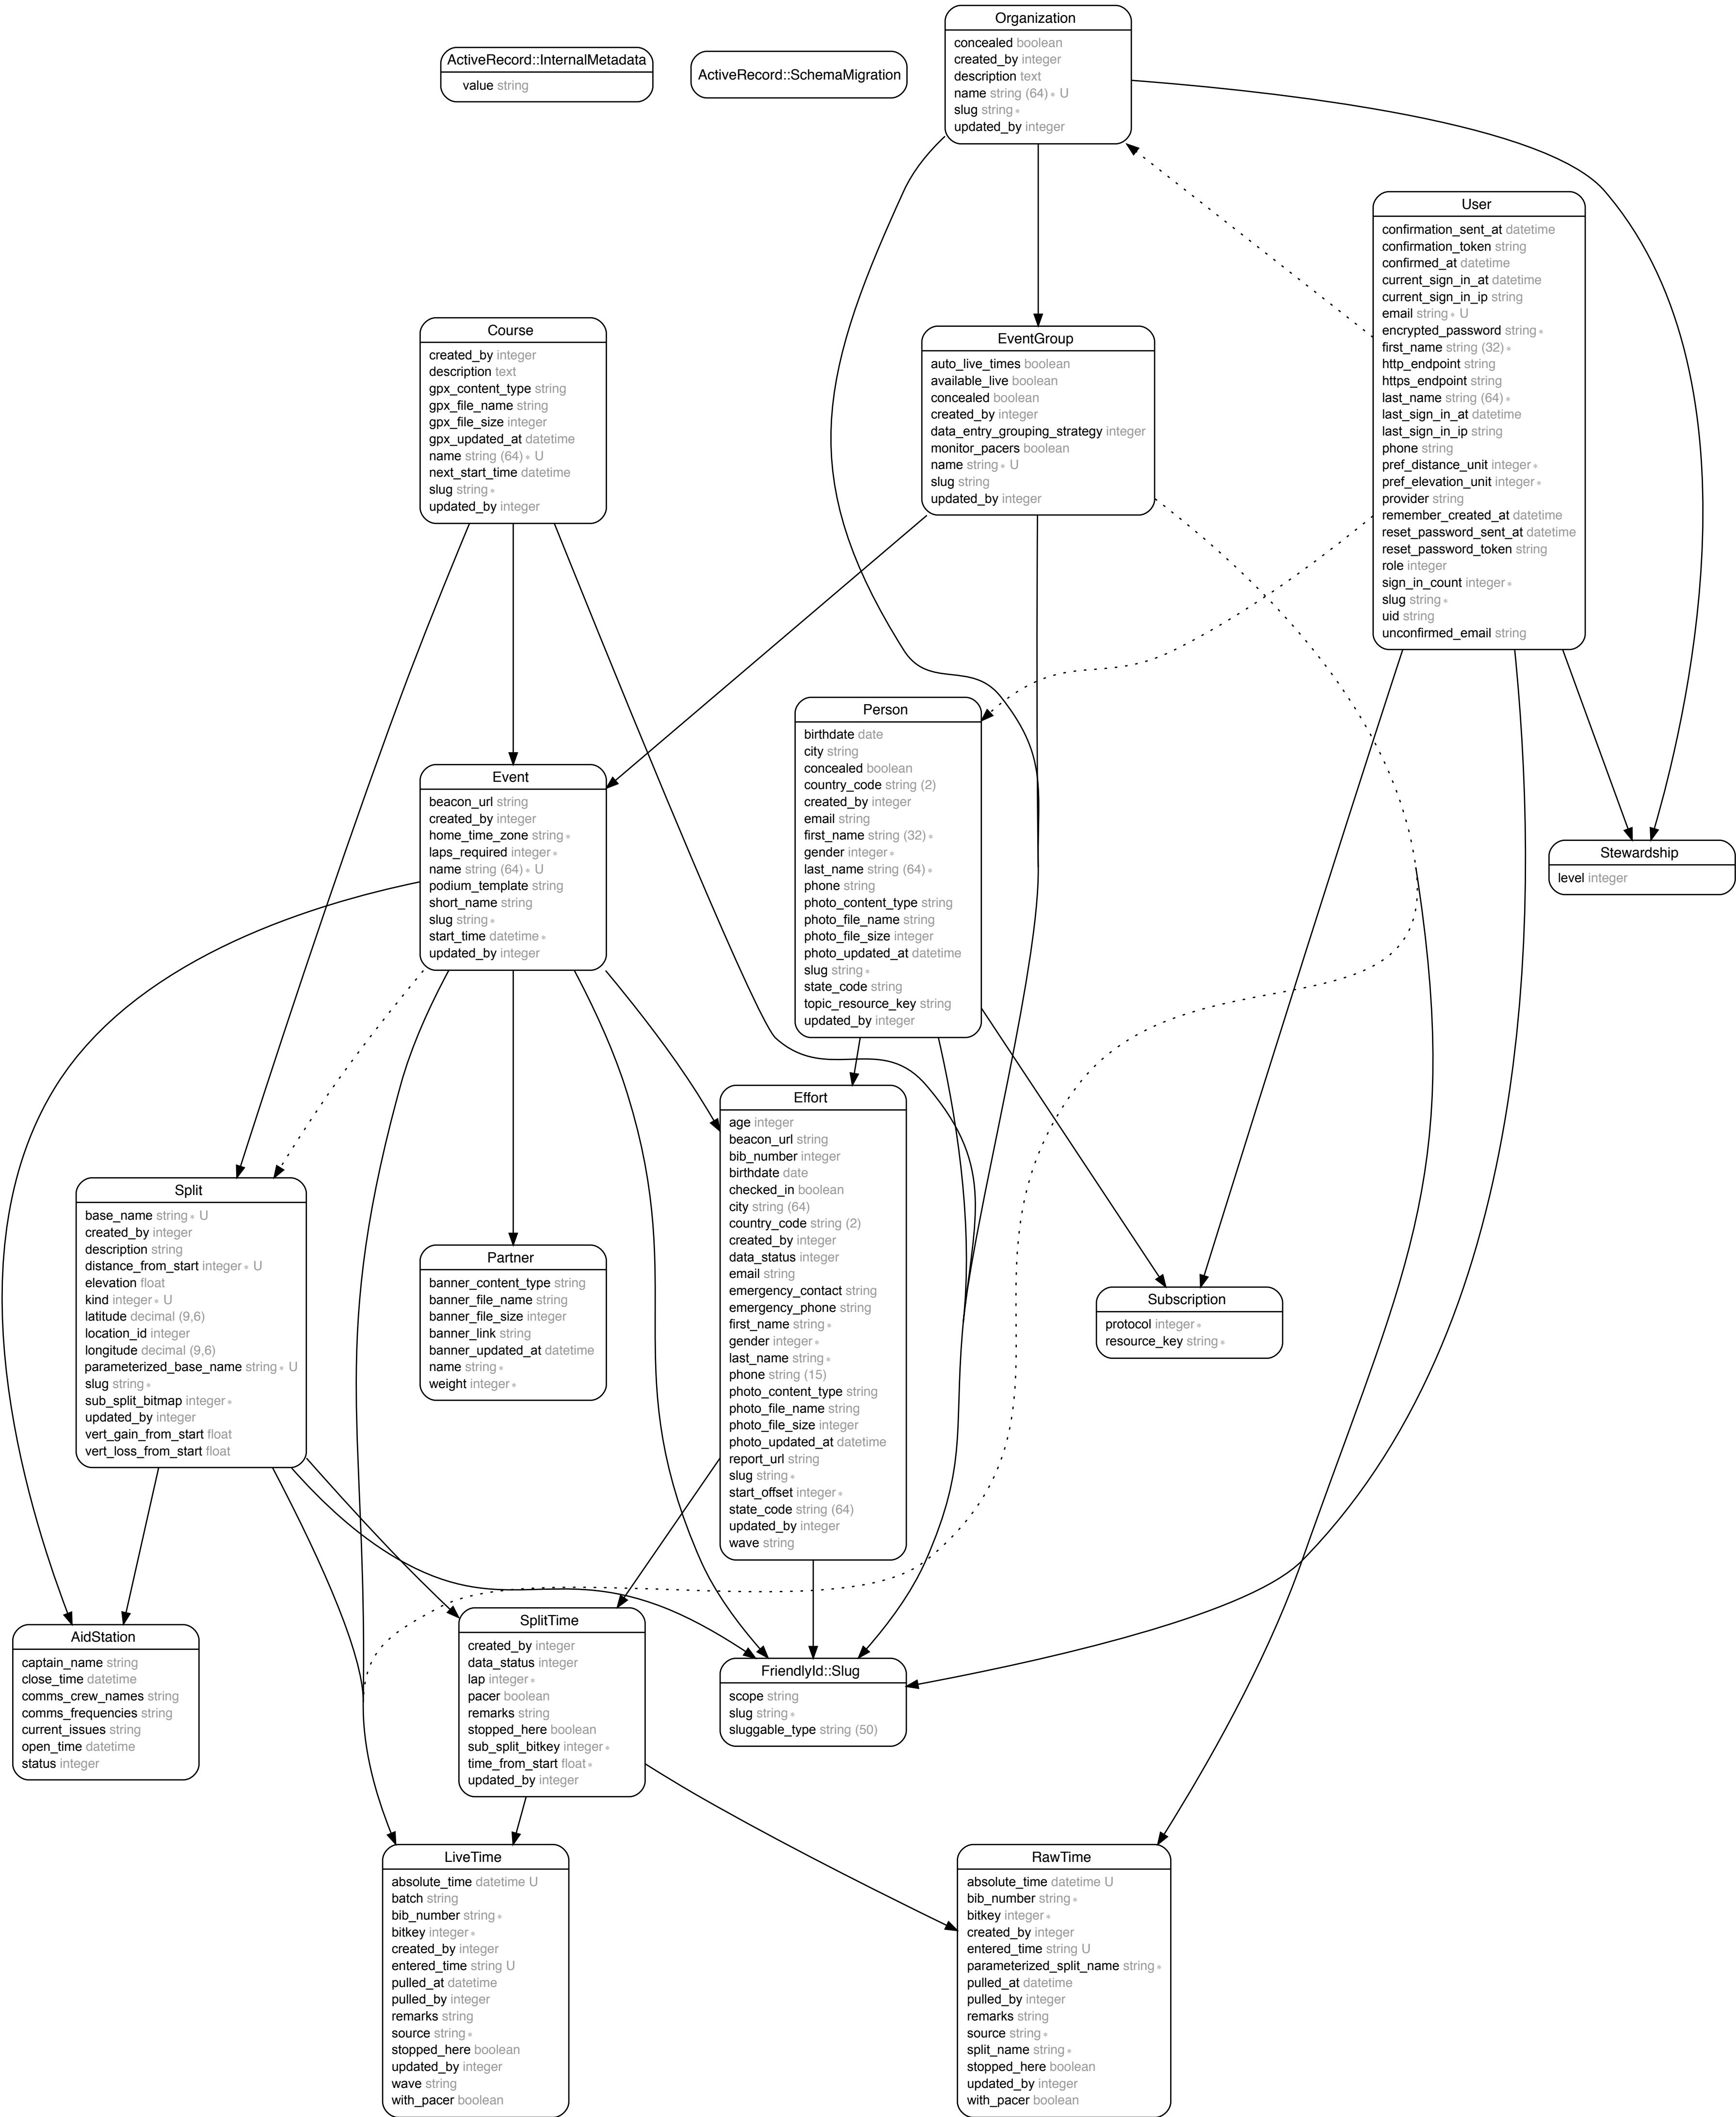 Organization
concealed boolean
created_by integer
description text
name string (64)∗ U
slug string∗
updated_by integer
ActiveRecord::InternalMetadata
value string
ActiveRecord::SchemaMigration
User
confirmation_sent_at datetime
confirmation_token string
confirmed_at datetime
current_sign_in_at datetime
current_sign_in_ip string
email string∗ U
encrypted_password string∗
first_name string (32)∗
http_endpoint string
https_endpoint string
last_name string (64)∗
last_sign_in_at datetime
last_sign_in_ip string
phone string
pref_distance_unit integer∗
pref_elevation_unit integer∗
provider string
remember_created_at datetime
reset_password_sent_at datetime
reset_password_token string
role integer
sign_in_count integer∗
slug string∗
uid string
unconfirmed_email string
Course
created_by integer
description text
gpx_content_type string
gpx_file_name string
gpx_file_size integer
gpx_updated_at datetime
name string (64)∗ U
next_start_time datetime
slug string∗
updated_by integer
EventGroup
auto_live_times boolean
available_live boolean
concealed boolean
created_by integer
data_entry_grouping_strategy integer
monitor_pacers boolean
name string∗ U
slug string
updated_by integer
Person
birthdate date
city string
concealed boolean
country_code string (2)
created_by integer
email string
first_name string (32)∗
gender integer∗
last_name string (64)∗
phone string
photo_content_type string
photo_file_name string
photo_file_size integer
photo_updated_at datetime
slug string∗
state_code string
topic_resource_key string
updated_by integer
Event
beacon_url string
created_by integer
home_time_zone string∗
laps_required integer∗
name string (64)∗ U
podium_template string
short_name string
slug string∗
start_time datetime∗
updated_by integer
Stewardship
level integer
Effort
age integer
beacon_url string
bib_number integer
birthdate date
checked_in boolean
city string (64)
country_code string (2)
created_by integer
data_status integer
email string
emergency_contact string
emergency_phone string
first_name string∗
gender integer∗
last_name string∗
phone string (15)
photo_content_type string
photo_file_name string
photo_file_size integer
photo_updated_at datetime
report_url string
slug string∗
start_offset integer∗
state_code string (64)
updated_by integer
wave string
Split
base_name string∗ U
created_by integer
description string
distance_from_start integer∗ U
elevation float
kind integer∗ U
latitude decimal (9,6)
location_id integer
longitude decimal (9,6)
parameterized_base_name string∗ U
slug string∗
sub_split_bitmap integer∗
updated_by integer
vert_gain_from_start float
vert_loss_from_start float
Partner
banner_content_type string
banner_file_name string
banner_file_size integer
banner_link string
banner_updated_at datetime
name string∗
weight integer∗
Subscription
protocol integer∗
resource_key string∗
AidStation
captain_name string
close_time datetime
comms_crew_names string
comms_frequencies string
current_issues string
open_time datetime
status integer
SplitTime
created_by integer
data_status integer
lap integer∗
pacer boolean
remarks string
stopped_here boolean
sub_split_bitkey integer∗
time_from_start float∗
updated_by integer
FriendlyId::Slug
scope string
slug string∗
sluggable_type string (50)
LiveTime
absolute_time datetime U
batch string
bib_number string∗
bitkey integer∗
created_by integer
entered_time string U
pulled_at datetime
pulled_by integer
remarks string
source string∗
stopped_here boolean
updated_by integer
wave string
with_pacer boolean
RawTime
absolute_time datetime U
bib_number string∗
bitkey integer∗
created_by integer
entered_time string U
parameterized_split_name string∗
pulled_at datetime
pulled_by integer
remarks string
source string∗
split_name string∗
stopped_here boolean
updated_by integer
with_pacer boolean